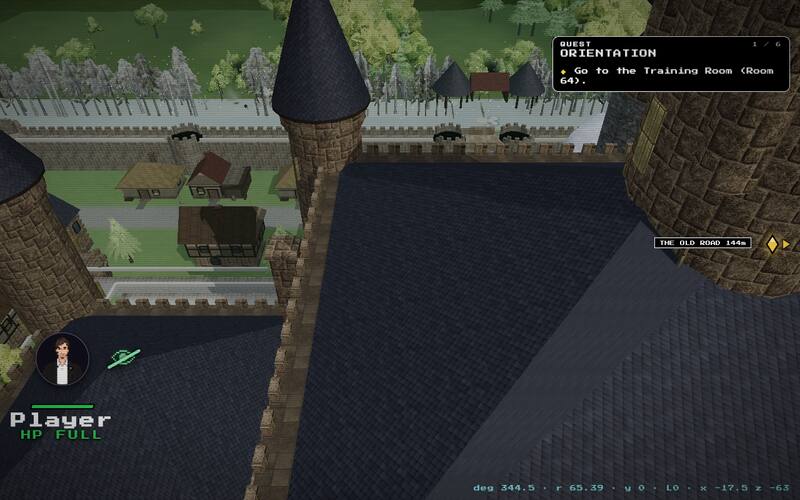 QUEST 1 / 6
ORIENTATION
◆ Go to the Training Room (Room
64).
THE OLD ROAD 144m
Player
HP FULL
deg 344.5 · r 65.39 · y 0 · L0 · x -17.5 z -63